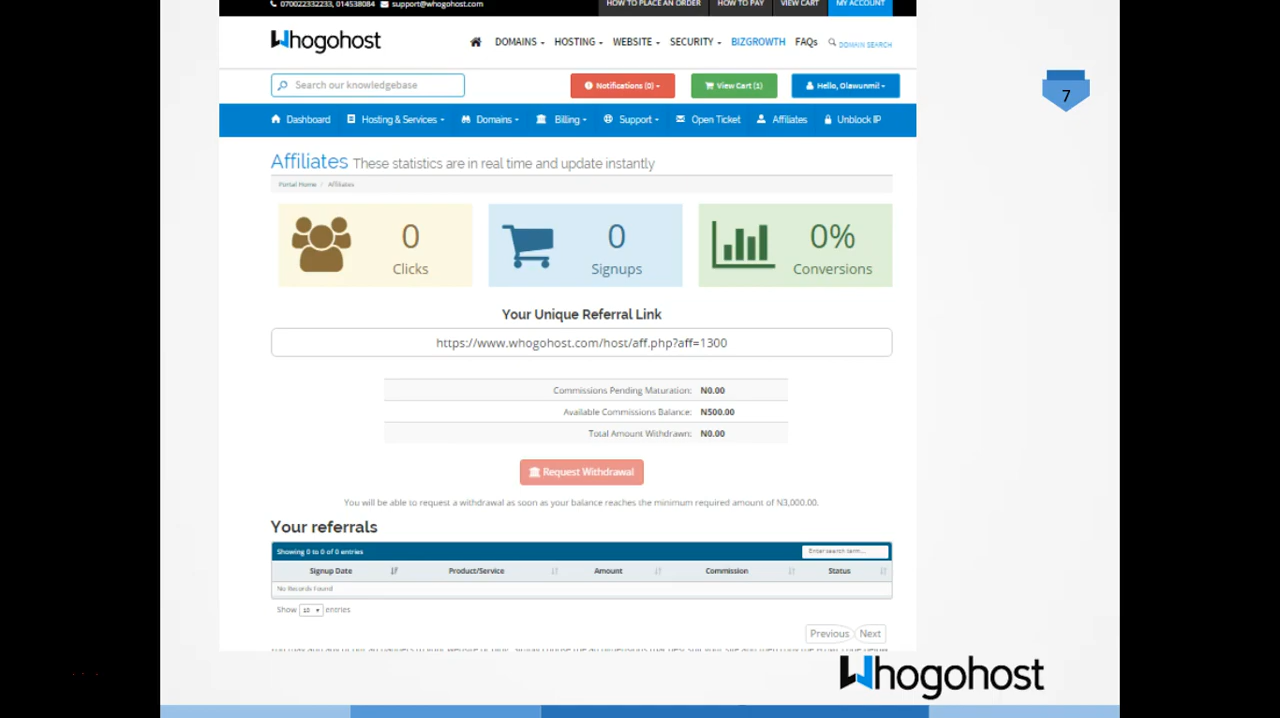 070022332233, 014538084 support@whogohost.com HOW TO PLACE AN ORDER HOW TO PAY VIEW CART MY ACCOUNT
Whogohost DOMAINS HOSTING WEBSITE SECURITY BIZGROWTH FAQs DOMAIN SEARCH
Search our knowledgebase Notifications (0) View Cart (1) Hello, Olawunmi!
7
Dashboard Hosting & Services Domains Billing Support Open Ticket Affiliates Unblock IP
Affiliates These statistics are in real time and update instantly
Portal Home / Affiliates
0 0 0%
Clicks Signups Conversions
Your Unique Referral Link
https://www.whogohost.com/host/aff.php?aff=1300
Commissions Pending Maturation: N0.00
Available Commissions Balance: N500.00
Total Amount Withdrawn: N0.00
Request Withdrawal
You will be able to request a withdrawal as soon as your balance reaches the minimum required amount of N3,000.00.
Your referrals
Showing 0 to 0 of 0 entries Enter search term...
Signup Date Product/Service Amount Commission Status
No Records Found
Show 10 entries
Previous Next
Whogohost